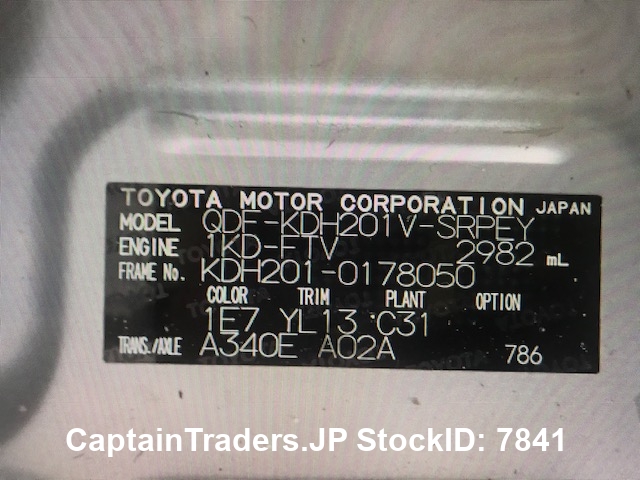 TOYOTA MOTOR CORPORATION JAPAN
MODEL QDF-KDH201V-SRPEY
ENGINE 1KD-FTV 2982 mL
FRAME No. KDH201-0178050
COLOR TRIM PLANT OPTION
1E7 YL13 C31
TRANS./AXLE A340E A02A 786
CaptainTraders.JP StockID: 7841